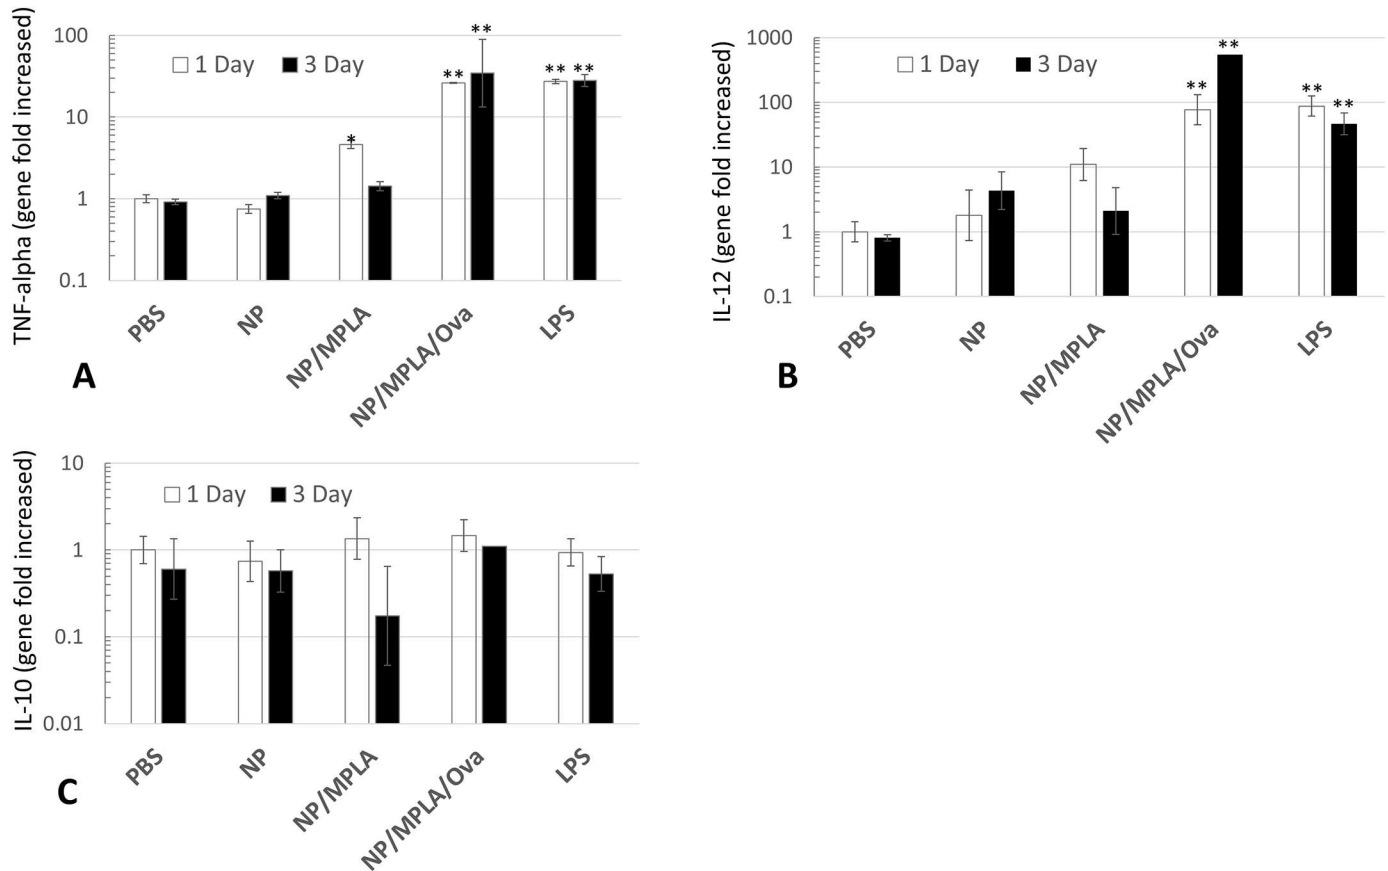 TNF-alpha (gene fold increased)
100
10
1
0.1
1 Day
3 Day
*
**
**
**
**
PBS
NP
NP/MPLA
NP/MPLA/Ova
LPS
A
IL-12 (gene fold increased)
1000
100
10
1
0.1
1 Day
3 Day
**
**
**
**
PBS
NP
NP/MPLA
NP/MPLA/Ova
LPS
B
IL-10 (gene fold increased)
10
1
0.1
0.01
1 Day
3 Day
PBS
NP
NP/MPLA
NP/MPLA/Ova
LPS
C